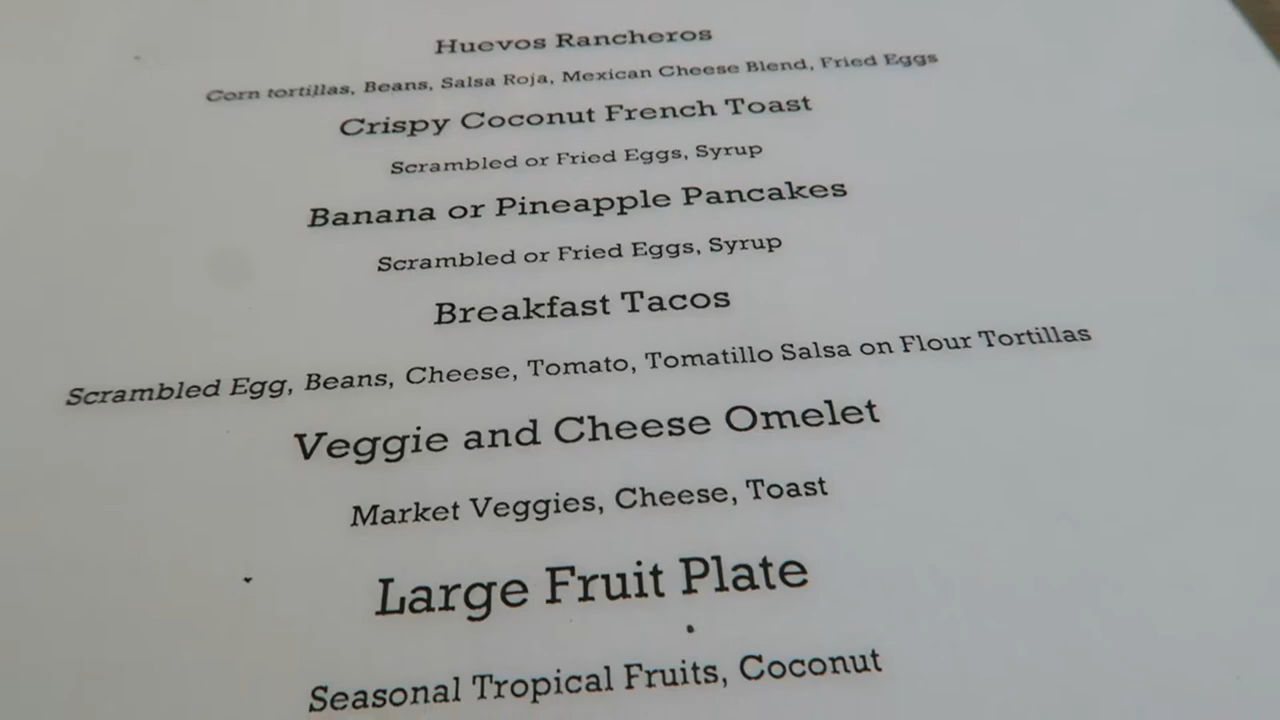 Huevos Rancheros
Corn tortillas, Beans, Salsa Roja, Mexican Cheese Blend, Fried Eggs
Crispy Coconut French Toast
Scrambled or Fried Eggs, Syrup
Banana or Pineapple Pancakes
Scrambled or Fried Eggs, Syrup
Breakfast Tacos
Scrambled Egg, Beans, Cheese, Tomato, Tomatillo Salsa on Flour Tortillas
Veggie and Cheese Omelet
Market Veggies, Cheese, Toast
Large Fruit Plate
Seasonal Tropical Fruits, Coconut